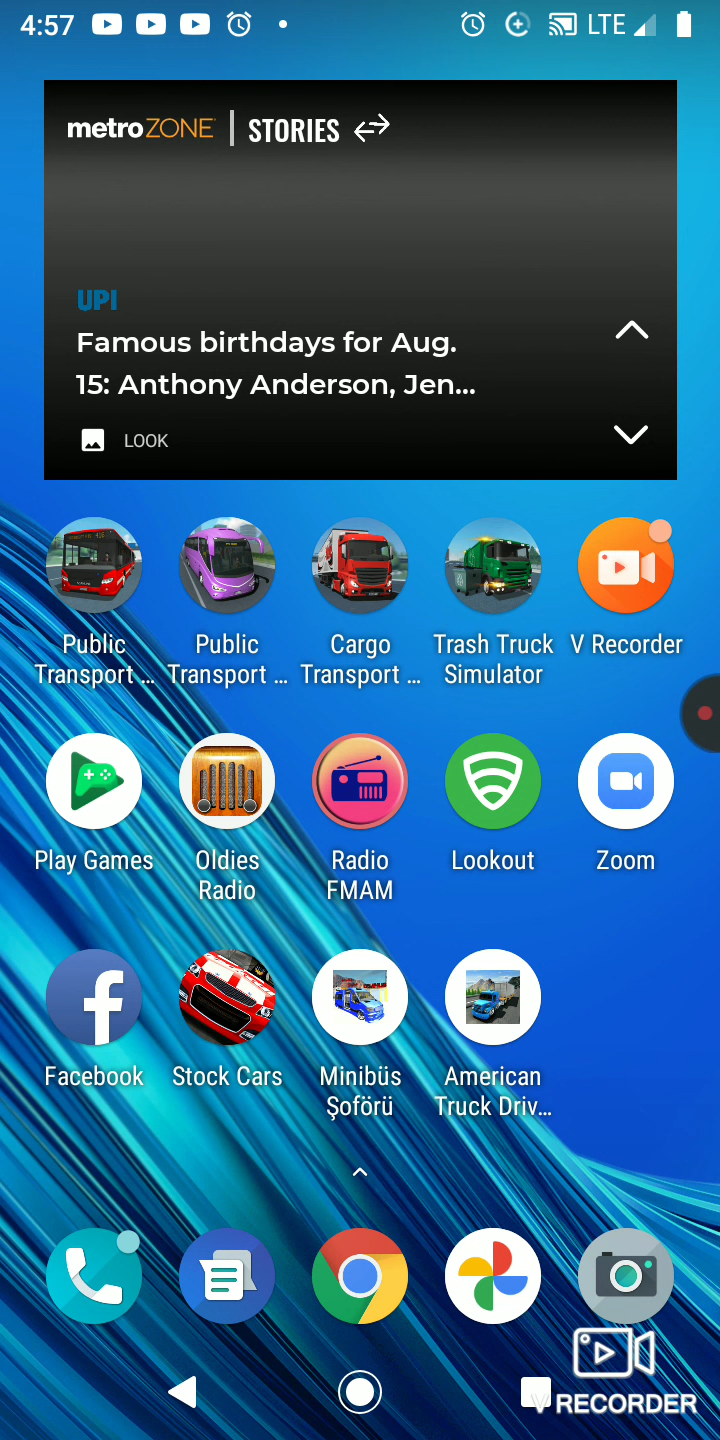 4:57 LTE
metroZONE | STORIES
UPI
Famous birthdays for Aug.
15: Anthony Anderson, Jen...
LOOK
Public Transport ...
Public Transport ...
Cargo Transport ...
Trash Truck Simulator
V Recorder
Play Games
Oldies Radio
Radio FMAM
Lookout
Zoom
Facebook
Stock Cars
Minibüs Şoförü
American Truck Driv...
V RECORDER